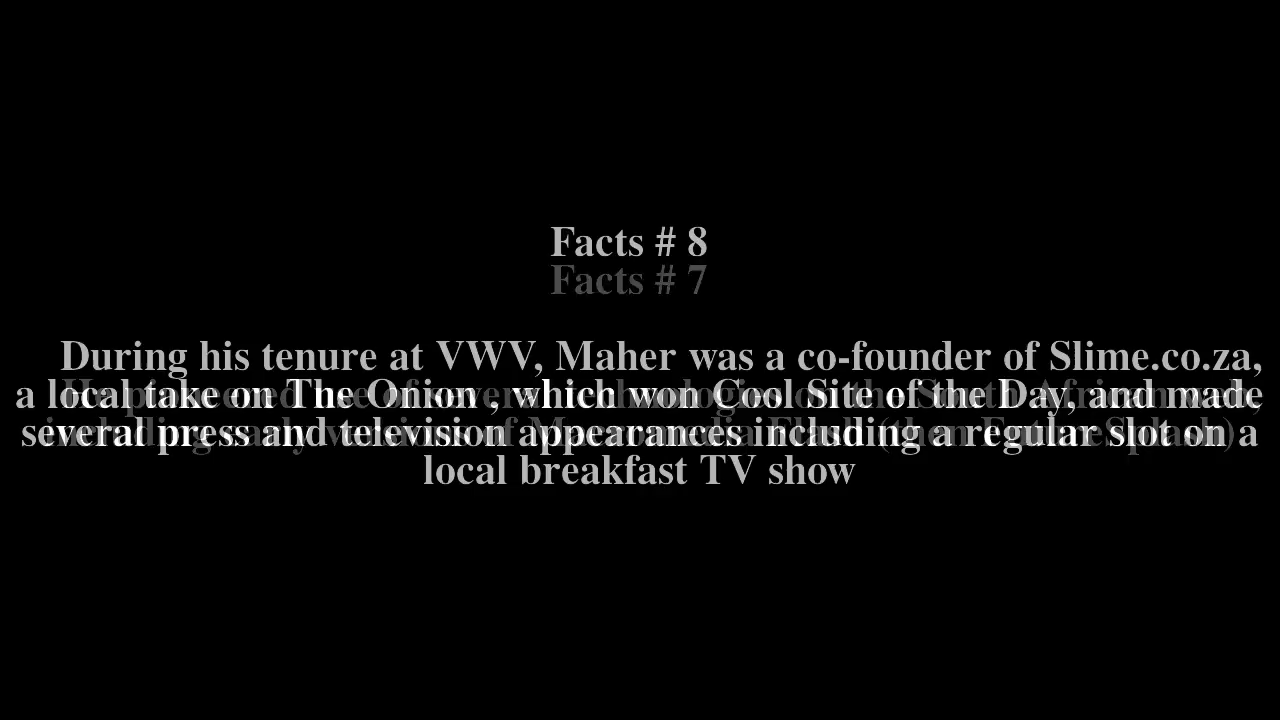 Facts # 8
Facts # 7
During his tenure at VWV, Maher was a co-founder of Slime.co.za,
a local take on The Onion , which won Cool Site of the Day, and made
several press and television appearances including a regular slot on a
local breakfast TV show